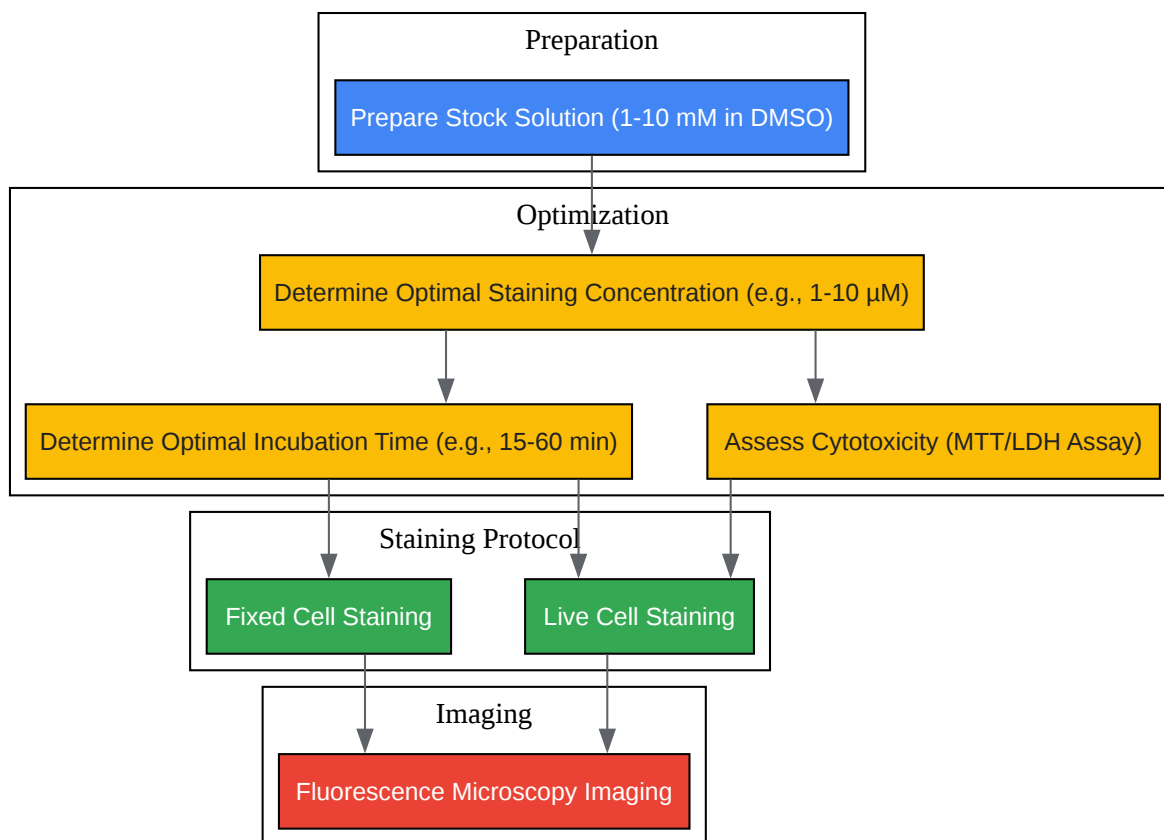 Preparation
Prepare Stock Solution (1-10 mM in DMSO)
Optimization
Determine Optimal Staining Concentration (e.g., 1-10 µM)
Determine Optimal Incubation Time (e.g., 15-60 min)
Assess Cytotoxicity (MTT/LDH Assay)
Staining Protocol
Fixed Cell Staining
Live Cell Staining
Imaging
Fluorescence Microscopy Imaging